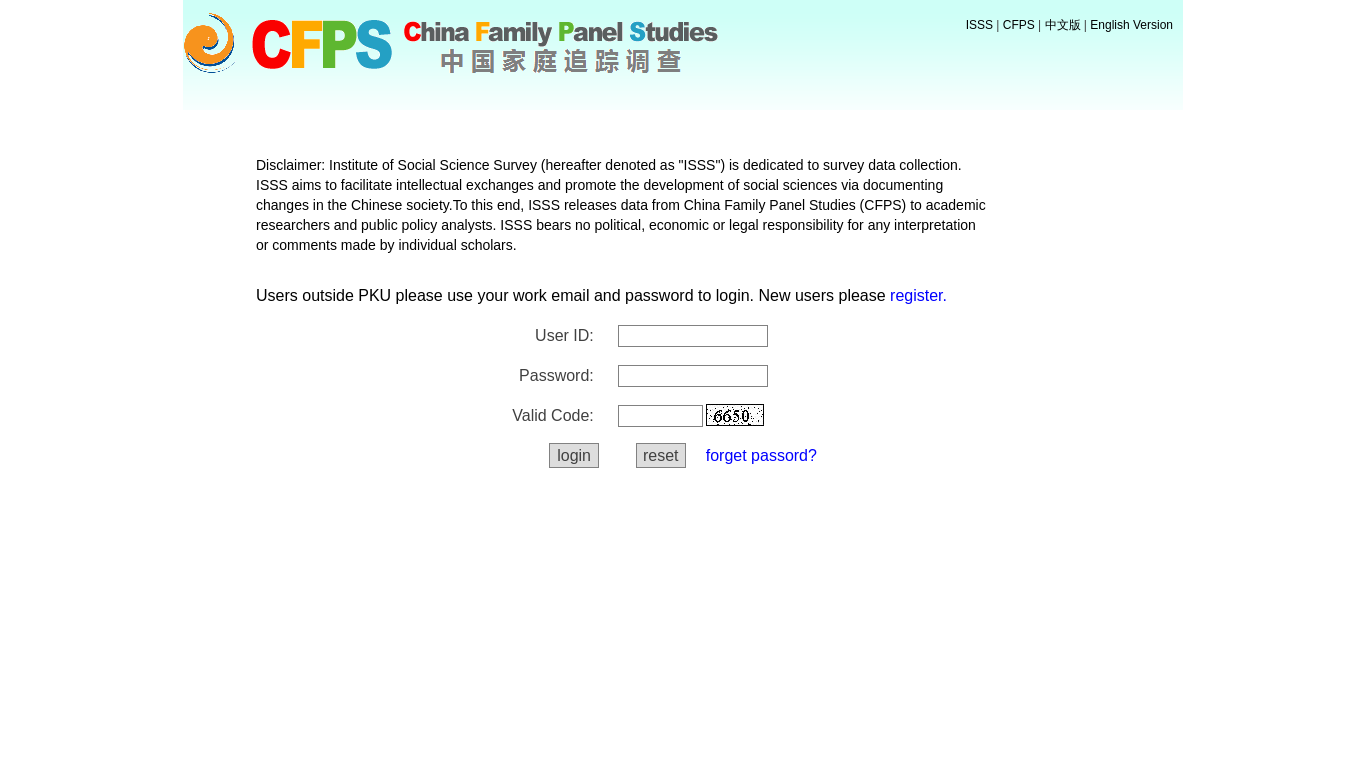 CFPS China Family Panel Studies
中国家庭追踪调查
ISSS | CFPS | 中文版 | English Version
Disclaimer: Institute of Social Science Survey (hereafter denoted as "ISSS") is dedicated to survey data collection.
ISSS aims to facilitate intellectual exchanges and promote the development of social sciences via documenting
changes in the Chinese society.To this end, ISSS releases data from China Family Panel Studies (CFPS) to academic
researchers and public policy analysts. ISSS bears no political, economic or legal responsibility for any interpretation
or comments made by individual scholars.
Users outside PKU please use your work email and password to login. New users please register.
User ID:
Password:
Valid Code: 6650
login reset forget passord?